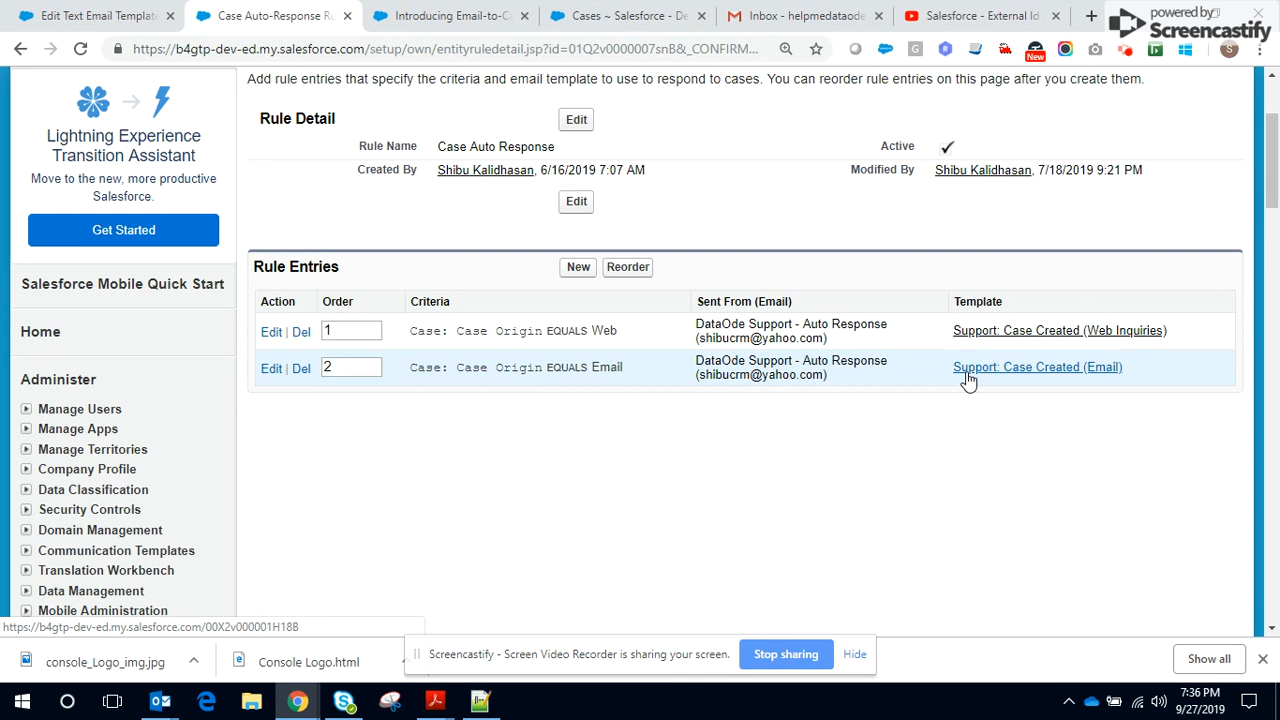 Edit Text Email Template
Case Auto-Response Ru
Introducing Email-to-Ca
Cases ~ Salesforce - De
Inbox - helpmedataode
Salesforce - External Id
powered by
Screencastify
https://b4gtp-dev-ed.my.salesforce.com/setup/own/entityruledetail.jsp?id=01Q2v0000007snB&_CONFIRM...
New
Add rule entries that specify the criteria and email template to use to respond to cases. You can reorder rule entries on this page after you create them.
Lightning Experience
Transition Assistant
Move to the new, more productive
Salesforce.
Get Started
Salesforce Mobile Quick Start
Home
Administer
Manage Users
Manage Apps
Manage Territories
Company Profile
Data Classification
Security Controls
Domain Management
Communication Templates
Translation Workbench
Data Management
Mobile Administration
Rule Detail
Edit
Rule Name Case Auto Response Active
Created By Shibu Kalidhasan, 6/16/2019 7:07 AM Modified By Shibu Kalidhasan, 7/18/2019 9:21 PM
Edit
Rule Entries New Reorder
Action Order Criteria Sent From (Email) Template
Edit | Del 1 Case: Case Origin EQUALS Web DataOde Support - Auto Response (shibucrm@yahoo.com) Support: Case Created (Web Inquiries)
Edit | Del 2 Case: Case Origin EQUALS Email DataOde Support - Auto Response (shibucrm@yahoo.com) Support: Case Created (Email)
https://b4gtp-dev-ed.my.salesforce.com/00X2v000001H18B
Screencastify - Screen Video Recorder is sharing your screen. Stop sharing Hide
console_Logo_img.jpg
Console Logo.html
Show all
7:36 PM
9/27/2019